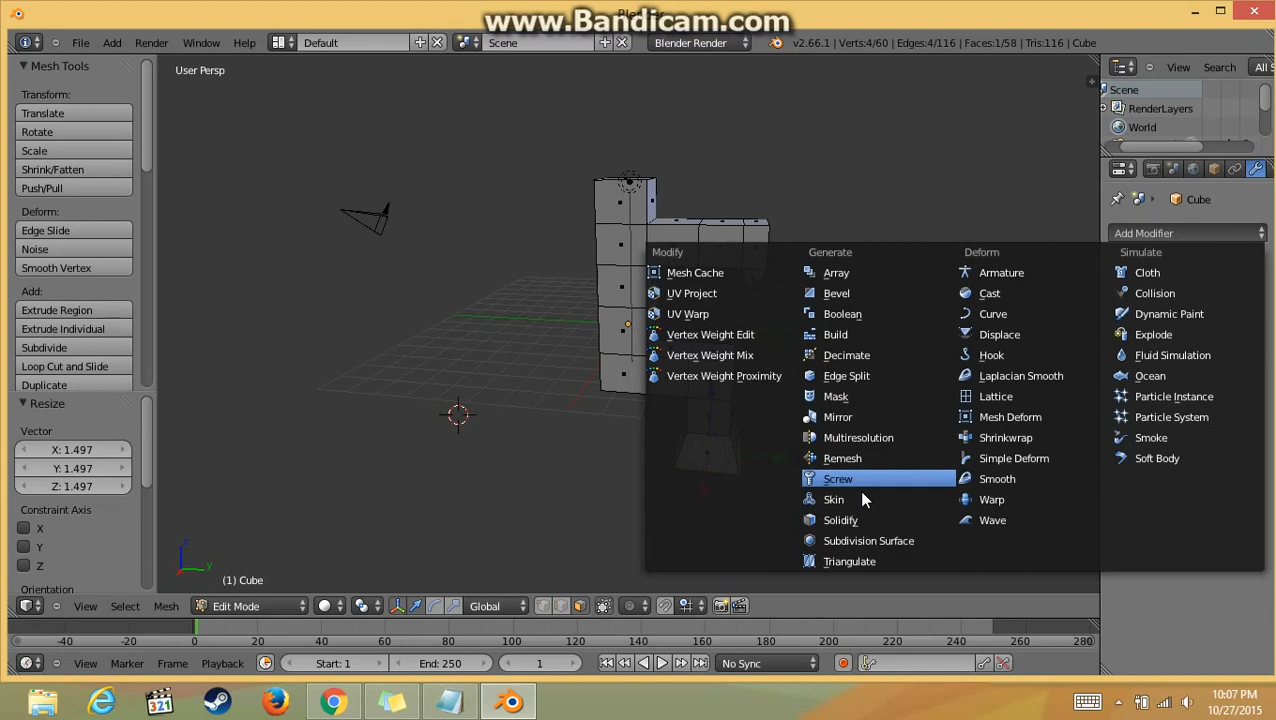 www.Bandicam.com
File Add Render Window Help Default Scene Blender Render v2.66.1 | Verts:4/60 | Edges:4/116 | Faces:1/58 | Tris:116 | Cube
Mesh Tools
Transform:
Translate
Rotate
Scale
Shrink/Fatten
Push/Pull
Deform:
Edge Slide
Noise
Smooth Vertex
Add:
Extrude Region
Extrude Individual
Subdivide
Loop Cut and Slide
Duplicate
Resize
Vector
X: 1.497
Y: 1.497
Z: 1.497
Constraint Axis
X
Y
Z
Orientation
User Persp
z
y
(1) Cube
Modify
Mesh Cache
UV Project
UV Warp
Vertex Weight Edit
Vertex Weight Mix
Vertex Weight Proximity
Generate
Array
Bevel
Boolean
Build
Decimate
Edge Split
Mask
Mirror
Multiresolution
Remesh
Screw
Skin
Solidify
Subdivision Surface
Triangulate
Deform
Armature
Cast
Curve
Displace
Hook
Laplacian Smooth
Lattice
Mesh Deform
Shrinkwrap
Simple Deform
Smooth
Warp
Wave
Simulate
Cloth
Collision
Dynamic Paint
Explode
Fluid Simulation
Ocean
Particle Instance
Particle System
Smoke
Soft Body
View Search All S
Scene
RenderLayers
World
Cube
Add Modifier
View Select Mesh Edit Mode Global
-40 -20 0 20 40 60 80 100 120 140 160 180 200 220 240 260 280
View Marker Frame Playback Start: 1 End: 250 1 No Sync
321
10:07 PM
10/27/2015